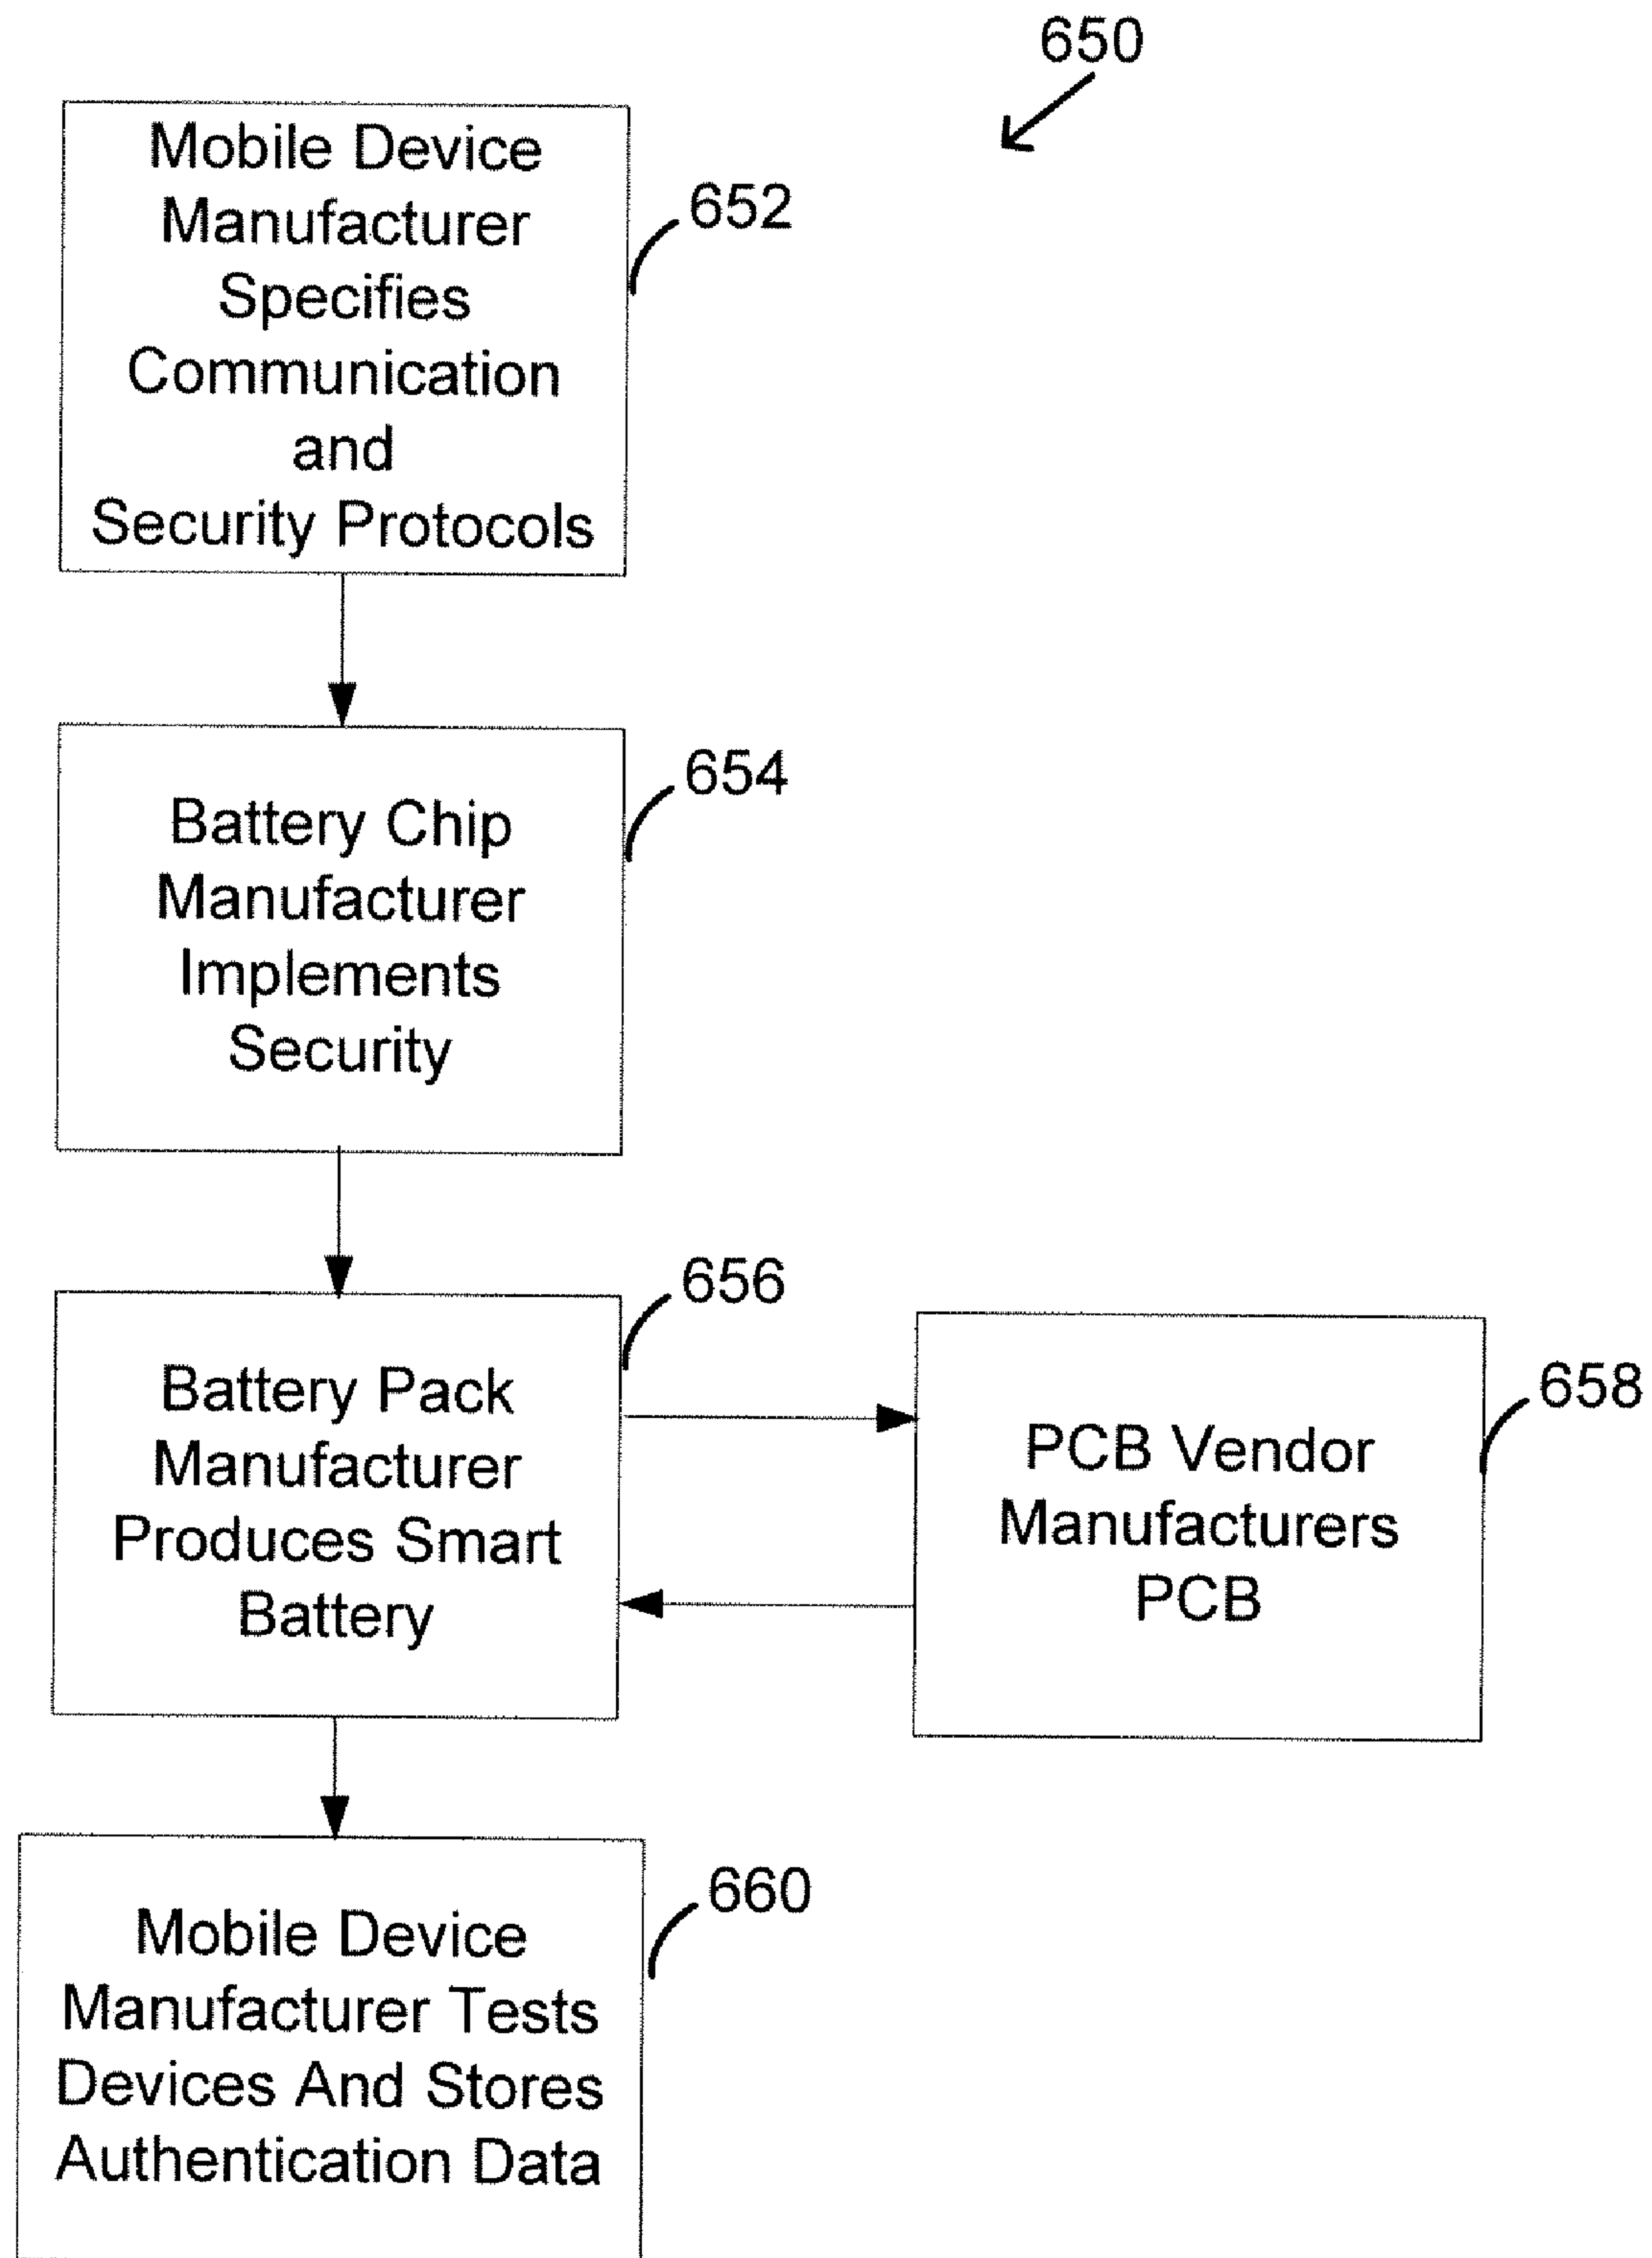 650
Mobile Device
Manufacturer
Specifies
Communication
and
Security Protocols
652
Battery Chip
Manufacturer
Implements
Security
654
Battery Pack
Manufacturer
Produces Smart
Battery
656
PCB Vendor
Manufacturers
PCB
658
Mobile Device
Manufacturer Tests
Devices And Stores
Authentication Data
660